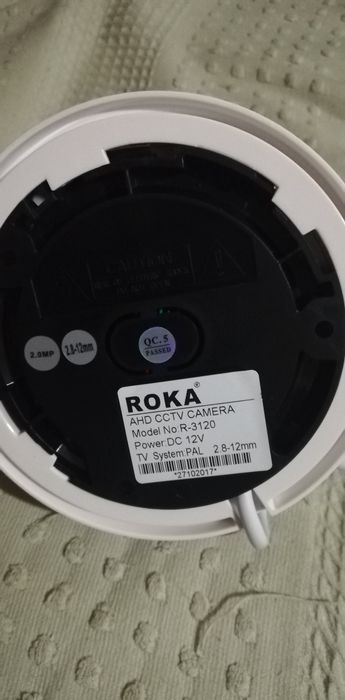 CAUTION
2.0MP
2.8-12mm
QC.5
PASSED
ROKA®
AHD CCTV CAMERA
Model No:R-3120
Power:DC 12V
TV System:PAL 2.8-12mm
*27102017*